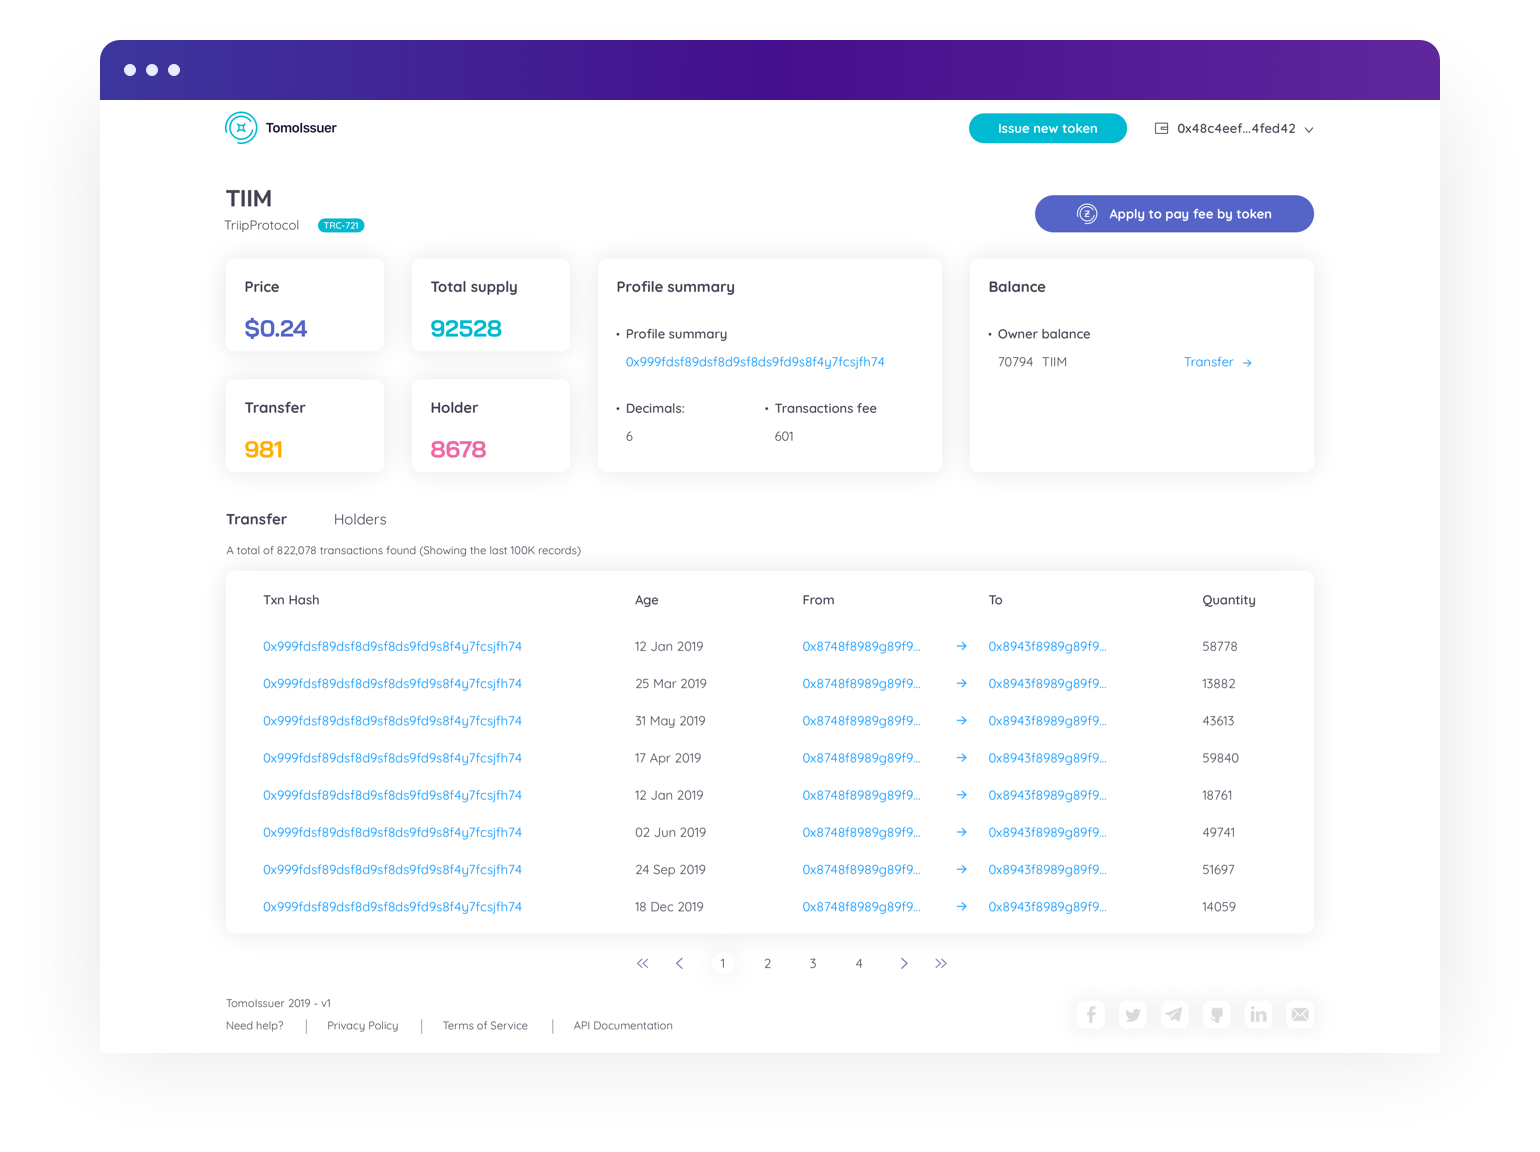 TomoIssuer
Issue new token
0x48c4eef...4fed42
TIIM
TriipProtocol
TRC-721
Apply to pay fee by token
Price
$0.24
Total supply
92528
Transfer
981
Holder
8678
Profile summary
• Profile summary
0x999fdsf89dsf8d9sf8ds9fd9s8f4y7fcsjfh74
• Decimals:
6
• Transactions fee
601
Balance
• Owner balance
70794 TIIM
Transfer →
Transfer Holders
A total of 822,078 transactions found (Showing the last 100K records)
Txn Hash Age From To Quantity
0x999fdsf89dsf8d9sf8ds9fd9s8f4y7fcsjfh74 12 Jan 2019 0x8748f8989g89f9... → 0x8943f8989g89f9... 58778
0x999fdsf89dsf8d9sf8ds9fd9s8f4y7fcsjfh74 25 Mar 2019 0x8748f8989g89f9... → 0x8943f8989g89f9... 13882
0x999fdsf89dsf8d9sf8ds9fd9s8f4y7fcsjfh74 31 May 2019 0x8748f8989g89f9... → 0x8943f8989g89f9... 43613
0x999fdsf89dsf8d9sf8ds9fd9s8f4y7fcsjfh74 17 Apr 2019 0x8748f8989g89f9... → 0x8943f8989g89f9... 59840
0x999fdsf89dsf8d9sf8ds9fd9s8f4y7fcsjfh74 12 Jan 2019 0x8748f8989g89f9... → 0x8943f8989g89f9... 18761
0x999fdsf89dsf8d9sf8ds9fd9s8f4y7fcsjfh74 02 Jun 2019 0x8748f8989g89f9... → 0x8943f8989g89f9... 49741
0x999fdsf89dsf8d9sf8ds9fd9s8f4y7fcsjfh74 24 Sep 2019 0x8748f8989g89f9... → 0x8943f8989g89f9... 51697
0x999fdsf89dsf8d9sf8ds9fd9s8f4y7fcsjfh74 18 Dec 2019 0x8748f8989g89f9... → 0x8943f8989g89f9... 14059
1 2 3 4
TomoIssuer 2019 - v1
Need help? | Privacy Policy | Terms of Service | API Documentation